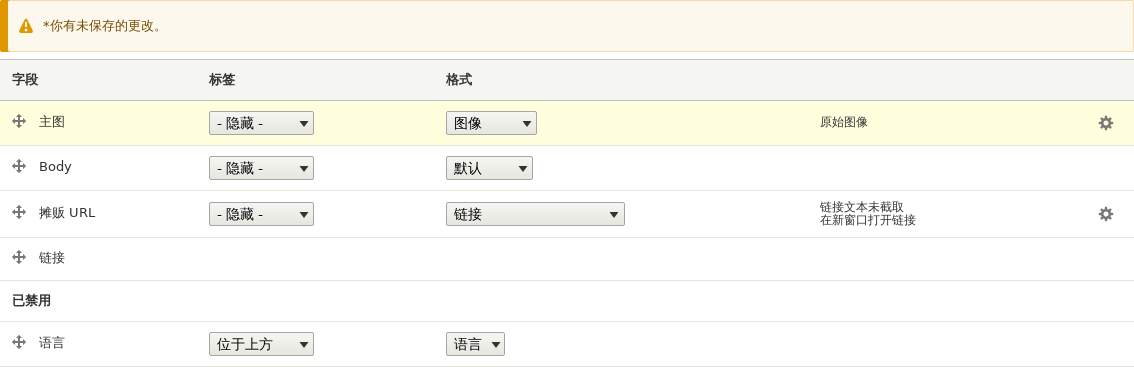 *你有未保存的更改。
字段 标签 格式
主图 - 隐藏 - 图像 原始图像
Body - 隐藏 - 默认
摊贩 URL - 隐藏 - 链接 链接文本未截取
在新窗口打开链接
链接
已禁用
语言 位于上方 语言